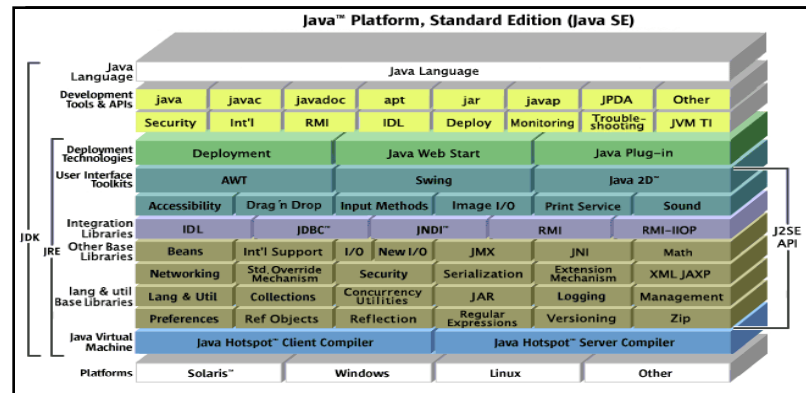 Java™ Platform, Standard Edition (Java SE)
Java Language
Java Language
Development Tools & APIs
java javac javadoc apt jar javap JPDA Other
Security Int'l RMI IDL Deploy Monitoring Trouble-shooting JVM TI
Deployment Technologies
Deployment Java Web Start Java Plug-in
User Interface Toolkits
AWT Swing Java 2D™
Accessibility Drag 'n Drop Input Methods Image I/O Print Service Sound
Integration Libraries
IDL JDBC™ JNDI™ RMI RMI-IIOP
Other Base Libraries
Beans Int'l Support I/O New I/O JMX JNI Math
Networking Std. Override Mechanism Security Serialization Extension Mechanism XML JAXP
lang & util Base Libraries
Lang & Util Collections Concurrency Utilities JAR Logging Management
Preferences Ref Objects Reflection Regular Expressions Versioning Zip
Java Virtual Machine
Java Hotspot™ Client Compiler Java Hotspot™ Server Compiler
Platforms
Solaris™ Windows Linux Other
JDK
JRE
J2SE API